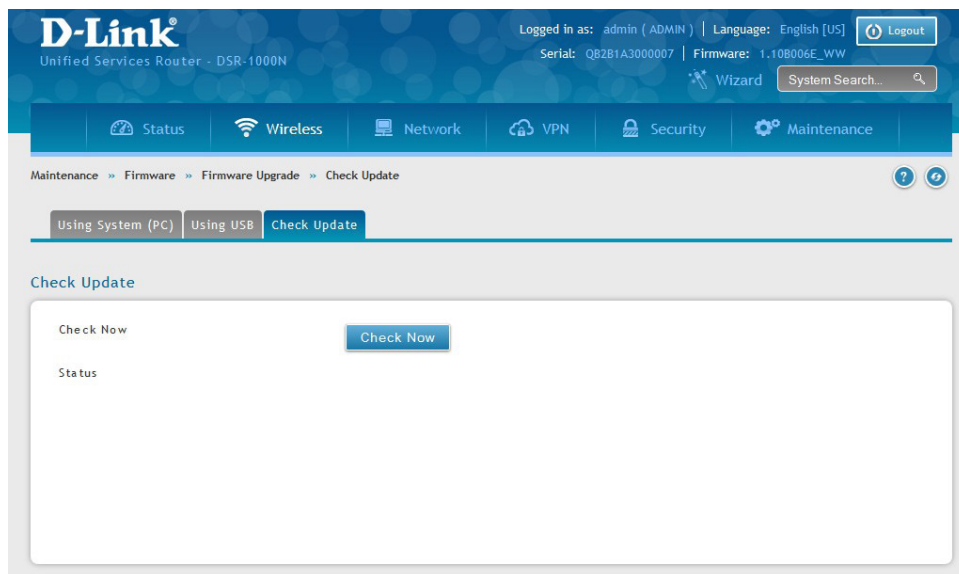 D-Link®
Logged in as: admin ( ADMIN ) | Language: English [US]
Logout
Unified Services Router - DSR-1000N
Serial: QB2B1A3000007 | Firmware: 1.10B006E_WW
Wizard
System Search...
Status
Wireless
Network
VPN
Security
Maintenance
Maintenance » Firmware » Firmware Upgrade » Check Update
?
Using System (PC)
Using USB
Check Update
Check Update
Check Now
Check Now
Status